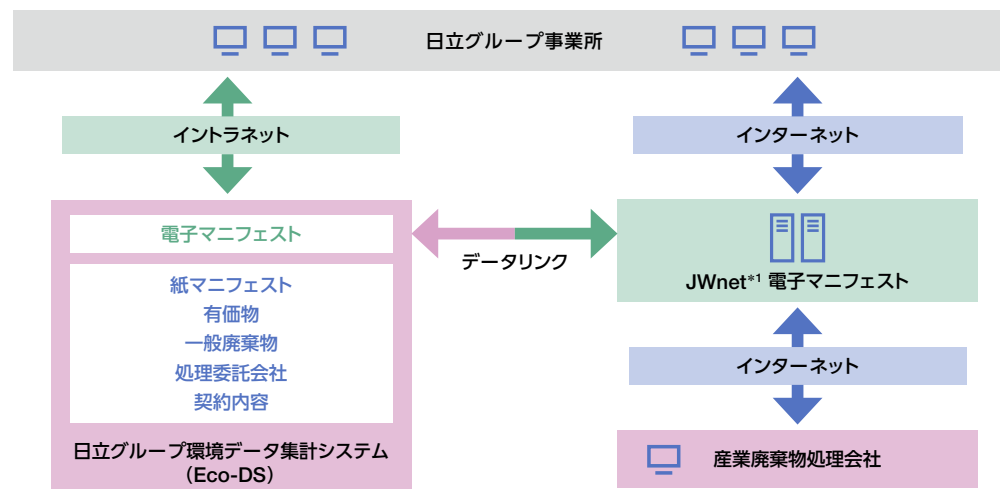 日立グループ事業所
イントラネット
インターネット
電子マニフェスト
紙マニフェスト
有価物
一般廃棄物
処理委託会社
契約内容
日立グループ環境データ集計システム
（Eco-DS）
データリンク
JWnet*1 電子マニフェスト
インターネット
産業廃棄物処理会社